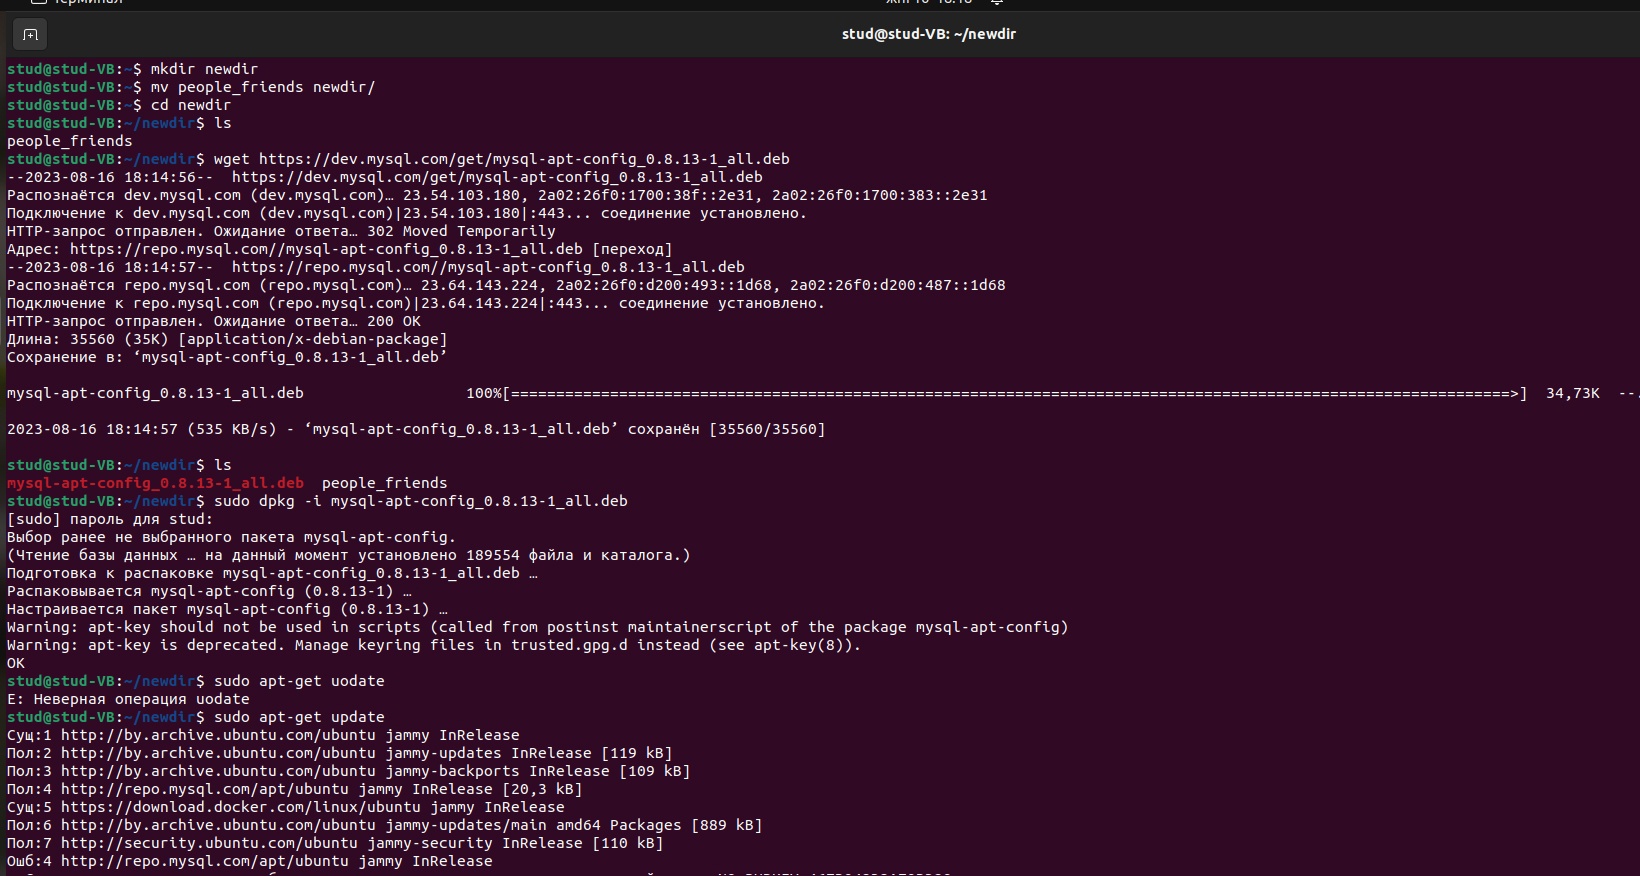 Терминал
stud@stud-VB: ~/newdir
stud@stud-VB:~$ mkdir newdir
stud@stud-VB:~$ mv people_friends newdir/
stud@stud-VB:~$ cd newdir
stud@stud-VB:~/newdir$ ls
people_friends
stud@stud-VB:~/newdir$ wget https://dev.mysql.com/get/mysql-apt-config_0.8.13-1_all.deb
--2023-08-16 18:14:56--  https://dev.mysql.com/get/mysql-apt-config_0.8.13-1_all.deb
Распознаётся dev.mysql.com (dev.mysql.com)… 23.54.103.180, 2a02:26f0:1700:38f::2e31, 2a02:26f0:1700:383::2e31
Подключение к dev.mysql.com (dev.mysql.com)|23.54.103.180|:443... соединение установлено.
HTTP-запрос отправлен. Ожидание ответа… 302 Moved Temporarily
Адрес: https://repo.mysql.com//mysql-apt-config_0.8.13-1_all.deb [переход]
--2023-08-16 18:14:57--  https://repo.mysql.com//mysql-apt-config_0.8.13-1_all.deb
Распознаётся repo.mysql.com (repo.mysql.com)… 23.64.143.224, 2a02:26f0:d200:493::1d68, 2a02:26f0:d200:487::1d68
Подключение к repo.mysql.com (repo.mysql.com)|23.64.143.224|:443... соединение установлено.
HTTP-запрос отправлен. Ожидание ответа… 200 OK
Длина: 35560 (35K) [application/x-debian-package]
Сохранение в: ‘mysql-apt-config_0.8.13-1_all.deb’
mysql-apt-config_0.8.13-1_all.deb 100%[===============================================================================================================>] 34,73K --.
2023-08-16 18:14:57 (535 KB/s) - ‘mysql-apt-config_0.8.13-1_all.deb’ сохранён [35560/35560]
stud@stud-VB:~/newdir$ ls
mysql-apt-config_0.8.13-1_all.deb  people_friends
stud@stud-VB:~/newdir$ sudo dpkg -i mysql-apt-config_0.8.13-1_all.deb
[sudo] пароль для stud:
Выбор ранее не выбранного пакета mysql-apt-config.
(Чтение базы данных … на данный момент установлено 189554 файла и каталога.)
Подготовка к распаковке mysql-apt-config_0.8.13-1_all.deb …
Распаковывается mysql-apt-config (0.8.13-1) …
Настраивается пакет mysql-apt-config (0.8.13-1) …
Warning: apt-key should not be used in scripts (called from postinst maintainerscript of the package mysql-apt-config)
Warning: apt-key is deprecated. Manage keyring files in trusted.gpg.d instead (see apt-key(8)).
OK
stud@stud-VB:~/newdir$ sudo apt-get uodate
E: Неверная операция uodate
stud@stud-VB:~/newdir$ sudo apt-get update
Сущ:1 http://by.archive.ubuntu.com/ubuntu jammy InRelease
Пол:2 http://by.archive.ubuntu.com/ubuntu jammy-updates InRelease [119 kB]
Пол:3 http://by.archive.ubuntu.com/ubuntu jammy-backports InRelease [109 kB]
Пол:4 http://repo.mysql.com/apt/ubuntu jammy InRelease [20,3 kB]
Сущ:5 https://download.docker.com/linux/ubuntu jammy InRelease
Пол:6 http://by.archive.ubuntu.com/ubuntu jammy-updates/main amd64 Packages [889 kB]
Пол:7 http://security.ubuntu.com/ubuntu jammy-security InRelease [110 kB]
Ошб:4 http://repo.mysql.com/apt/ubuntu jammy InRelease